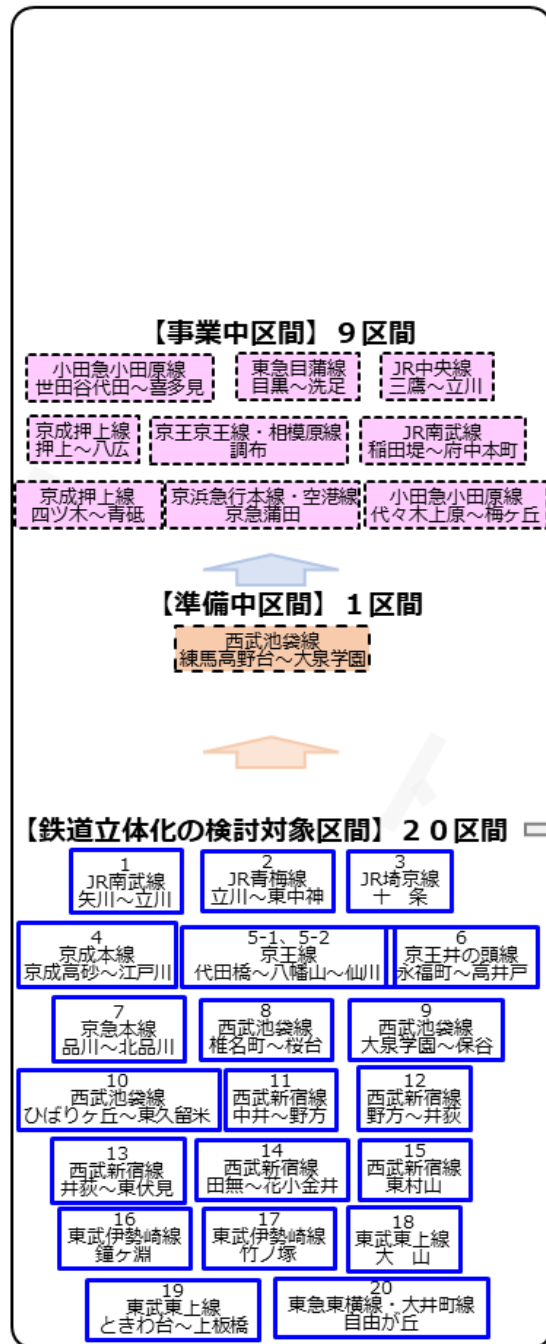 【事業中区間】９区間
小田急小田原線
世田谷代田～喜多見
東急目蒲線
目黒～洗足
JR中央線
三鷹～立川
京成押上線
押上～八広
京王京王線・相模原線
調布
JR南武線
稲田堤～府中本町
京成押上線
四ツ木～青砥
京浜急行本線・空港線
京急蒲田
小田急小田原線
代々木上原～梅ヶ丘
【準備中区間】１区間
西武池袋線
練馬高野台～大泉学園
【鉄道立体化の検討対象区間】２０区間
1
JR南武線
矢川～立川
2
JR青梅線
立川～東中神
3
JR埼京線
十　条
4
京成本線
京成高砂～江戸川
5-1、5-2
京王線
代田橋～八幡山～仙川
6
京王井の頭線
永福町～高井戸
7
京急本線
品川～北品川
8
西武池袋線
椎名町～桜台
9
西武池袋線
大泉学園～保谷
10
西武池袋線
ひばりヶ丘～東久留米
11
西武新宿線
中井～野方
12
西武新宿線
野方～井荻
13
西武新宿線
井荻～東伏見
14
西武新宿線
田無～花小金井
15
西武新宿線
東村山
16
東武伊勢崎線
鐘ヶ淵
17
東武伊勢崎線
竹ノ塚
18
東武東上線
大　山
19
東武東上線
ときわ台～上板橋
20
東急東横線・大井町線
自由が丘